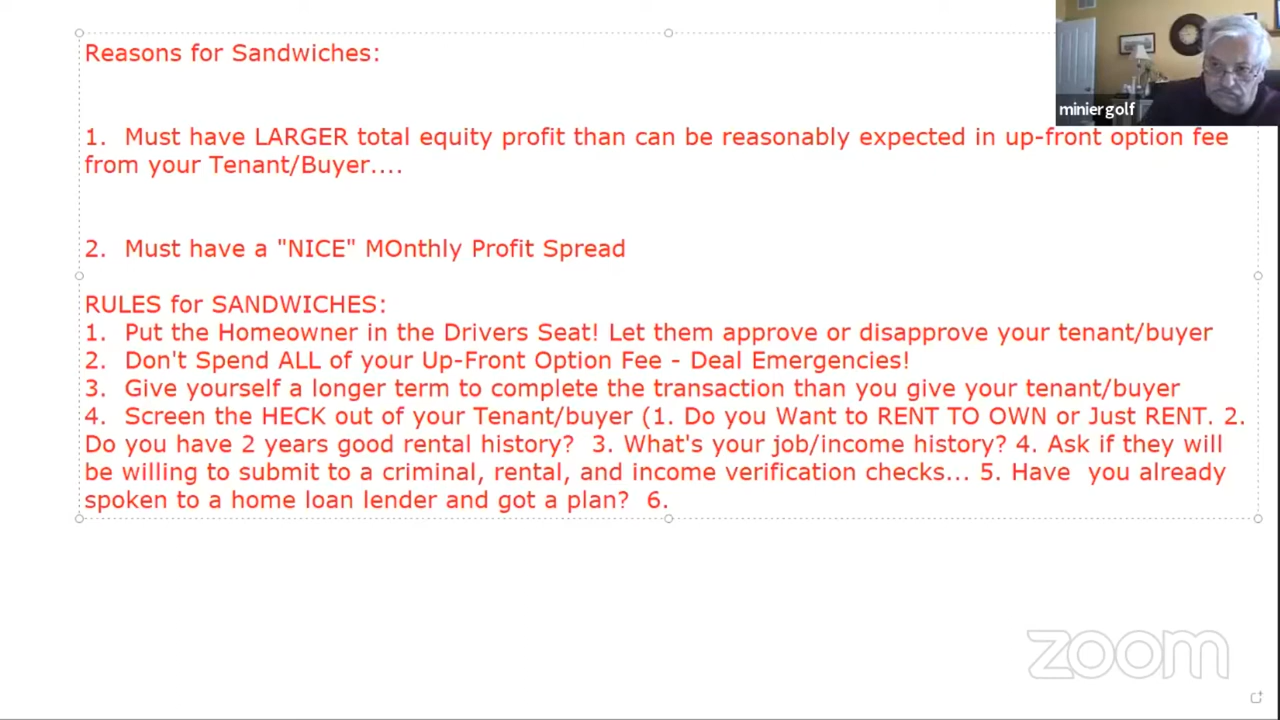 Reasons for Sandwiches:
1. Must have LARGER total equity profit than can be reasonably expected in up-front option fee
from your Tenant/Buyer....
2. Must have a "NICE" MOnthly Profit Spread
RULES for SANDWICHES:
1. Put the Homeowner in the Drivers Seat! Let them approve or disapprove your tenant/buyer
2. Don't Spend ALL of your Up-Front Option Fee - Deal Emergencies!
3. Give yourself a longer term to complete the transaction than you give your tenant/buyer
4. Screen the HECK out of your Tenant/buyer (1. Do you Want to RENT TO OWN or Just RENT. 2.
Do you have 2 years good rental history? 3. What's your job/income history? 4. Ask if they will
be willing to submit to a criminal, rental, and income verification checks... 5. Have you already
spoken to a home loan lender and got a plan? 6.
miniergolf
zoom